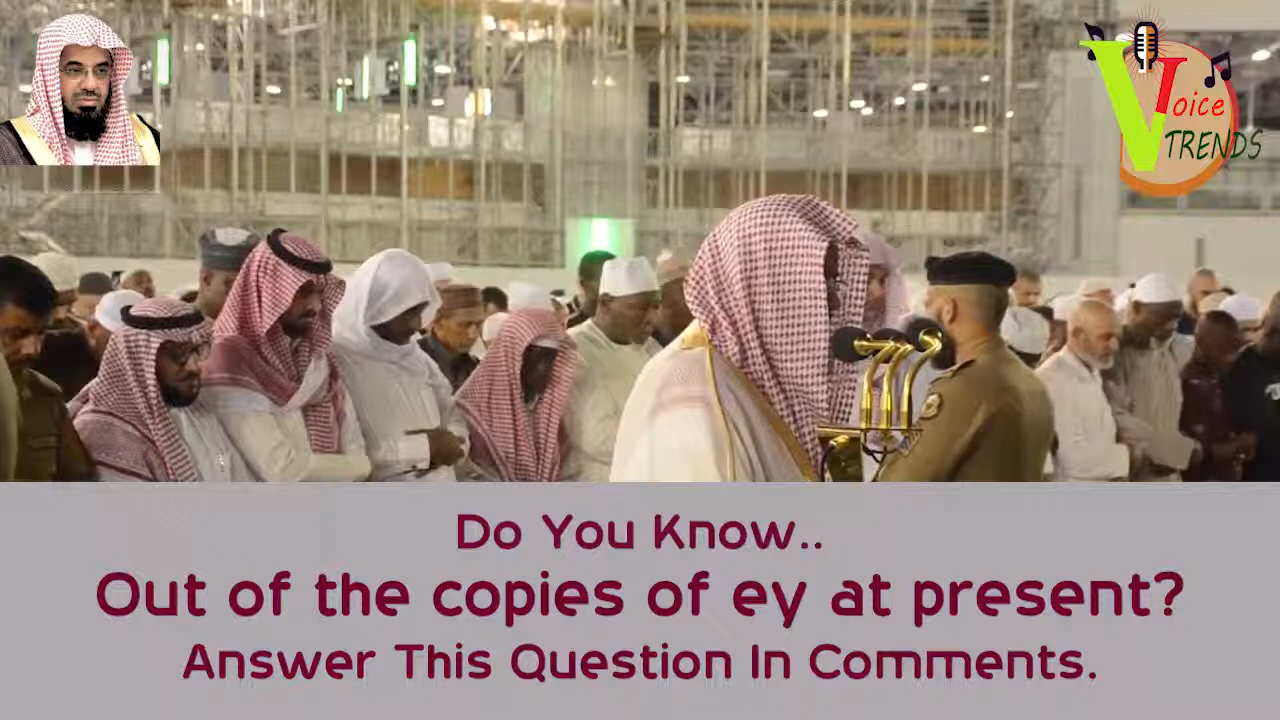 Voice
TRENDS
Do You Know..
Out of the copies of ey at present?
Answer This Question In Comments.